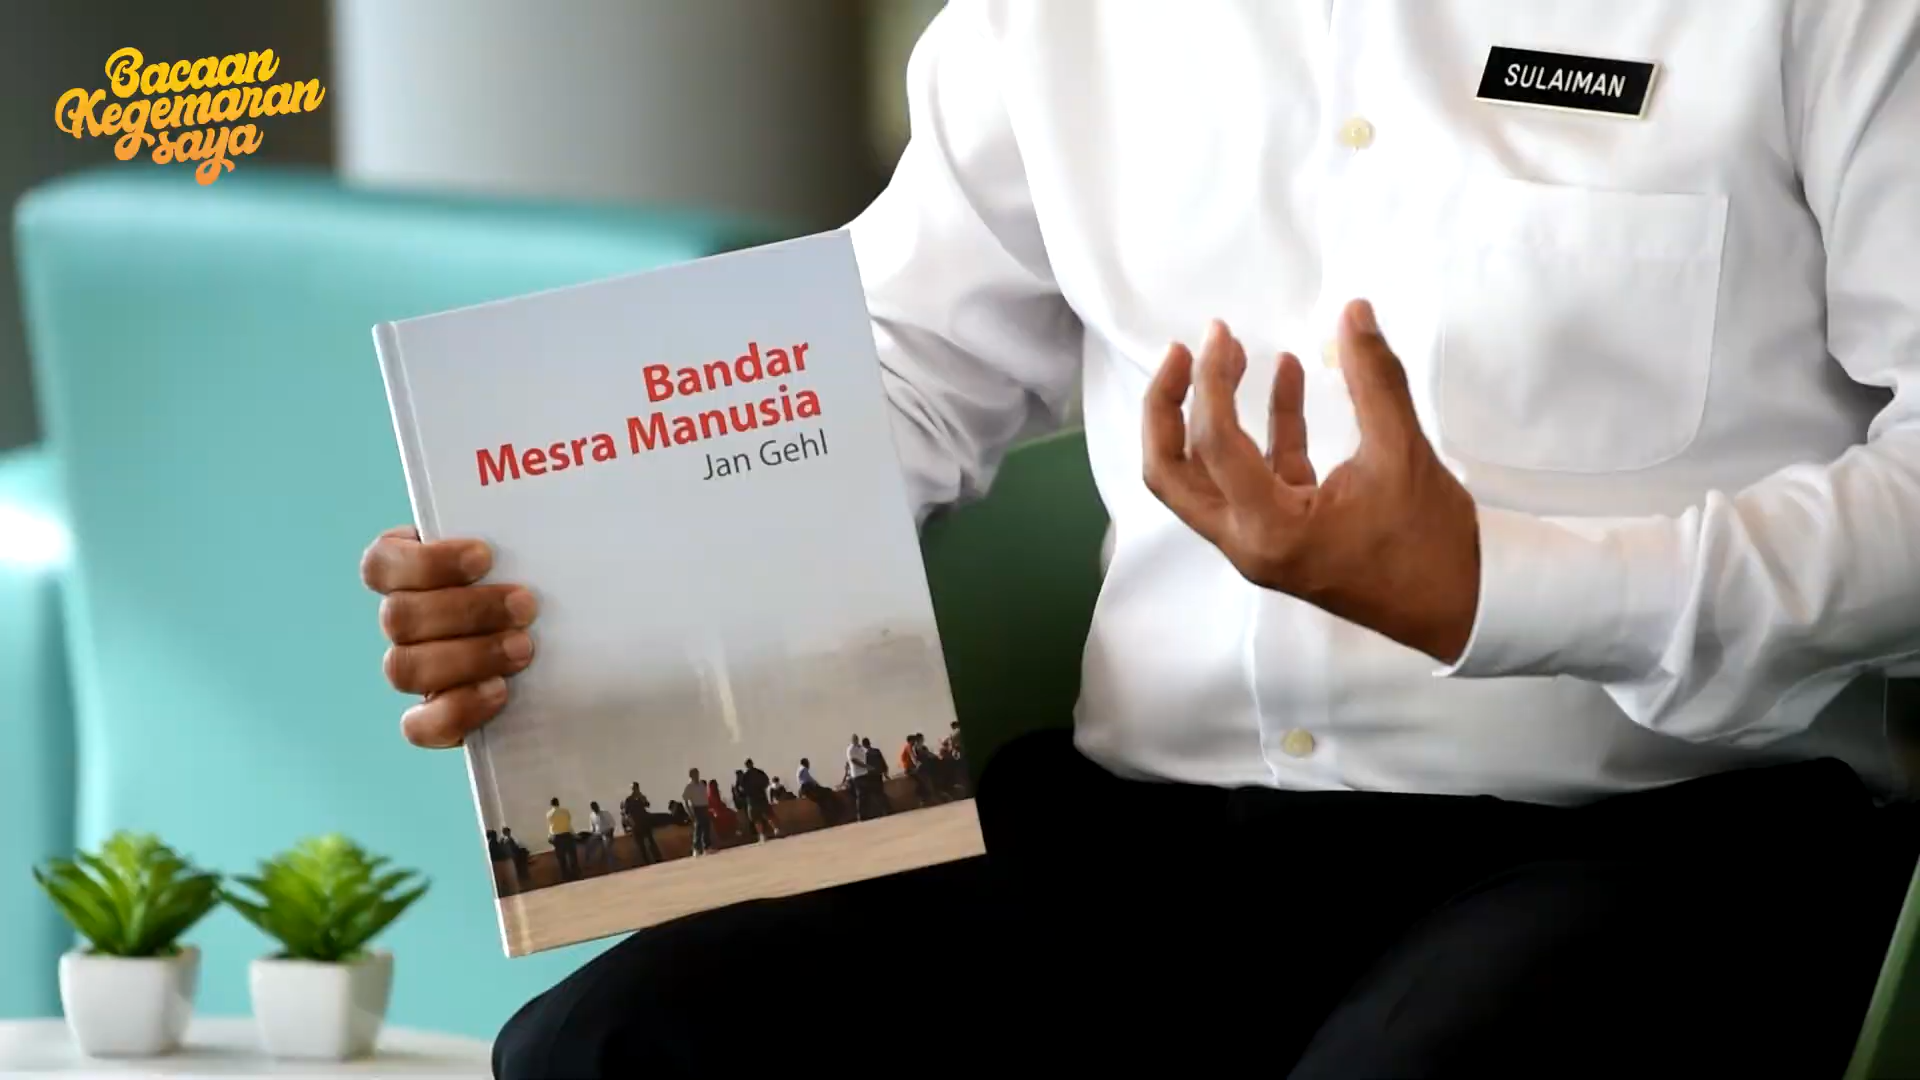 Bacaan
Kegemaran
saya
SULAIMAN
Bandar
Mesra Manusia
Jan Gehl